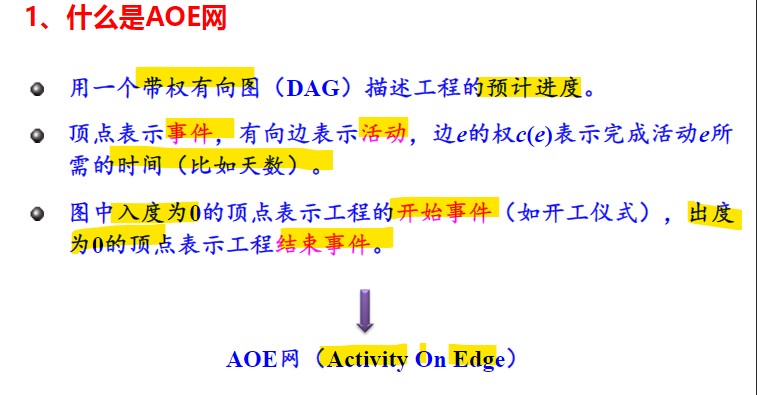 1、什么是AOE网
用一个带权有向图（DAG）描述工程的预计进度。
顶点表示事件，有向边表示活动，边e的权c(e)表示完成活动e所
需的时间（比如天数）。
图中入度为0的顶点表示工程的开始事件（如开工仪式），出度
为0的顶点表示工程结束事件。
AOE网（Activity On Edge）